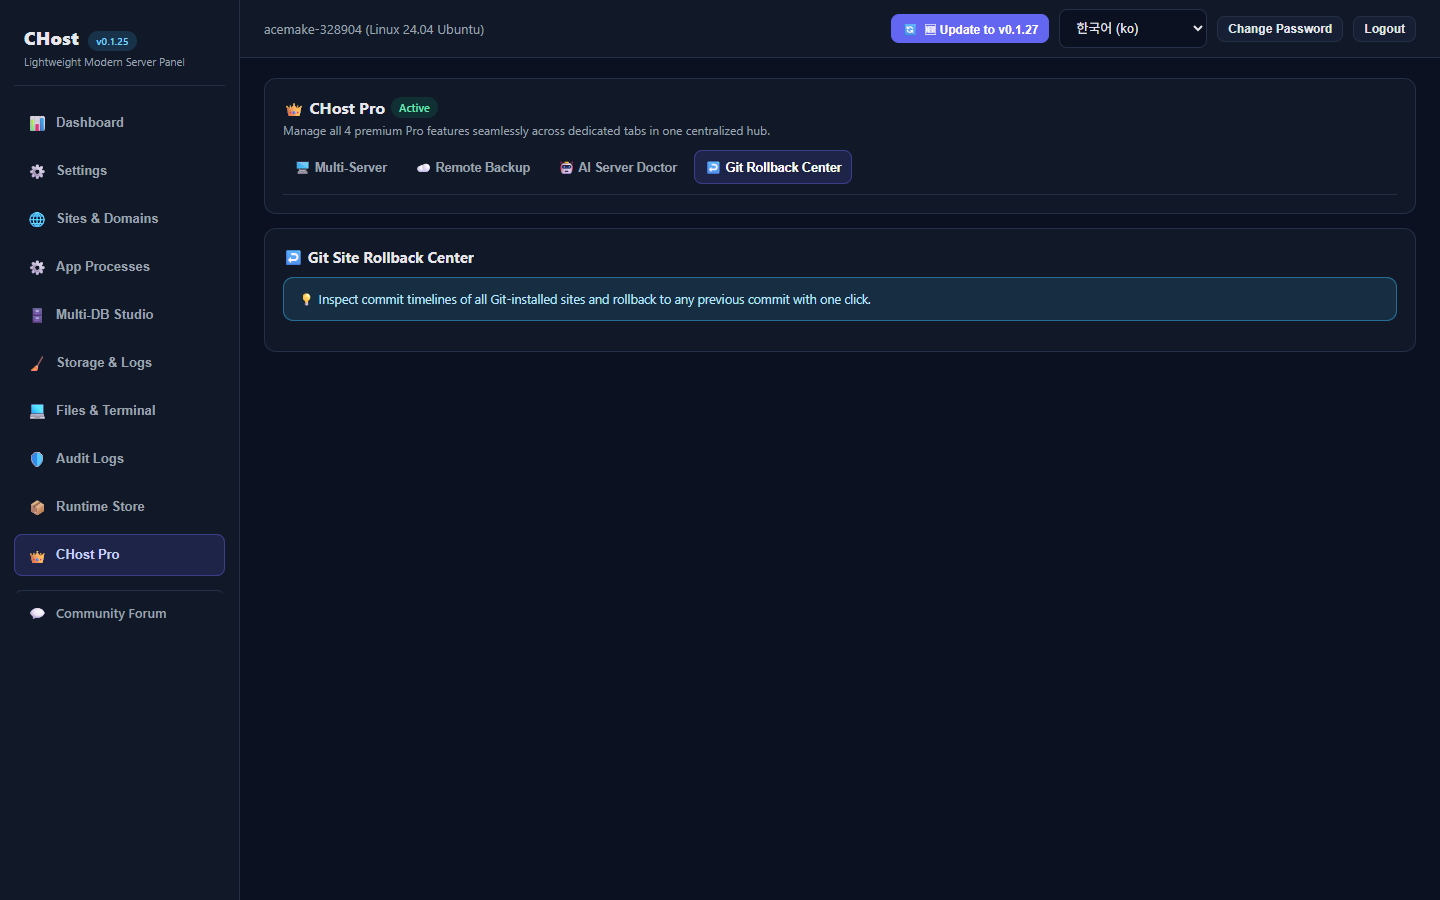 CHost v0.1.25
Lightweight Modern Server Panel
Dashboard
Settings
Sites & Domains
App Processes
Multi-DB Studio
Storage & Logs
Files & Terminal
Audit Logs
Runtime Store
CHost Pro
Community Forum
acemake-328904 (Linux 24.04 Ubuntu)
Update to v0.1.27
한국어 (ko)
Change Password
Logout
CHost Pro Active
Manage all 4 premium Pro features seamlessly across dedicated tabs in one centralized hub.
Multi-Server
Remote Backup
AI Server Doctor
Git Rollback Center
Git Site Rollback Center
Inspect commit timelines of all Git-installed sites and rollback to any previous commit with one click.